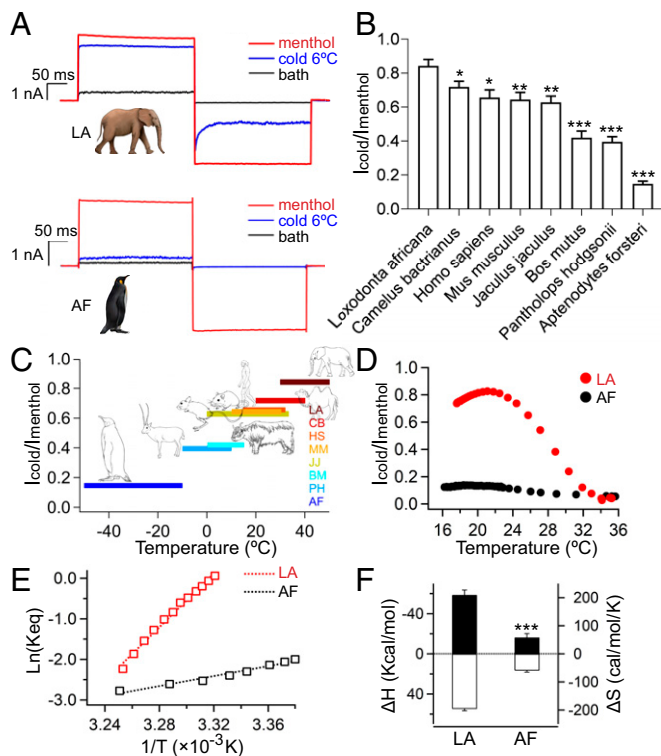 A
menthol
cold 6ºC
bath
50 ms
1 nA
LA
menthol
cold 6ºC
bath
50 ms
1 nA
AF
B
Icold/Imenthol
1.0
0.8
0.6
0.4
0.2
0
*
*
**
**
***
***
***
Loxodonta africana
Camelus bactrianus
Homo sapiens
Mus musculus
Jaculus jaculus
Bos mutus
Pantholops hodgsonii
Aptenodytes forsteri
C
Icold/Imenthol
1.0
0.8
0.6
0.4
0.2
0.0
LA
CB
HS
MM
JJ
BM
PH
AF
-40 -20 0 20 40
Temperature (ºC)
D
LA
AF
Icold/Imenthol
1.0
0.8
0.6
0.4
0.2
0.0
16 20 24 28 32 36
Temperature (ºC)
E
LA
AF
Ln(Keq)
0.0
-1.0
-2.0
-3.0
3.24 3.28 3.32 3.36
1/T (×10⁻³K)
F
ΔH (Kcal/mol)
-40
0
40
***
200
100
0
-100
-200
ΔS (cal/mol/K)
LA AF